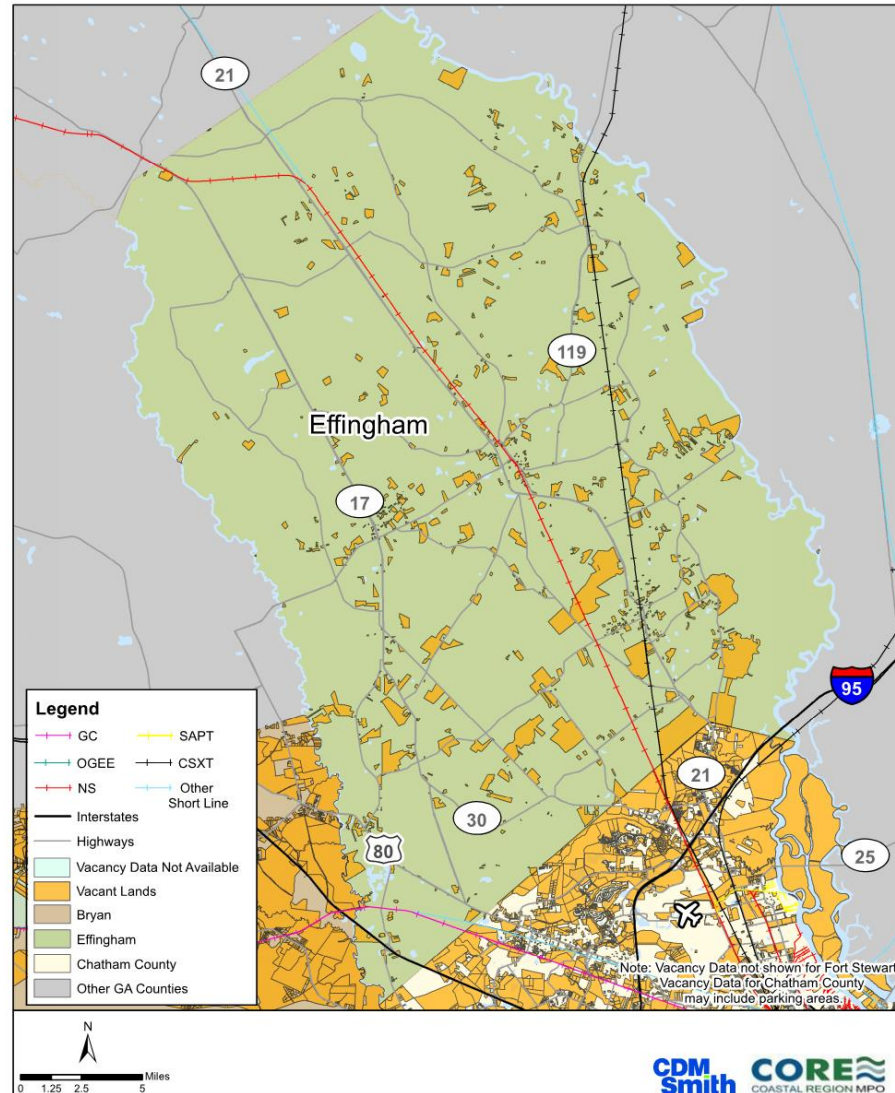 21
119
Effingham
17
95
21
30
80
25
Legend
GC
SAPT
OGEE
CSXT
NS
Other
Short Line
Interstates
Highways
Vacancy Data Not Available
Vacant Lands
Bryan
Effingham
Chatham County
Other GA Counties
Note: Vacancy Data not shown for Fort Stewart
Vacancy Data for Chatham County
may include parking areas.
N
Miles
0 1.25 2.5 5
CDM
Smith
CORE
COASTAL REGION MPO